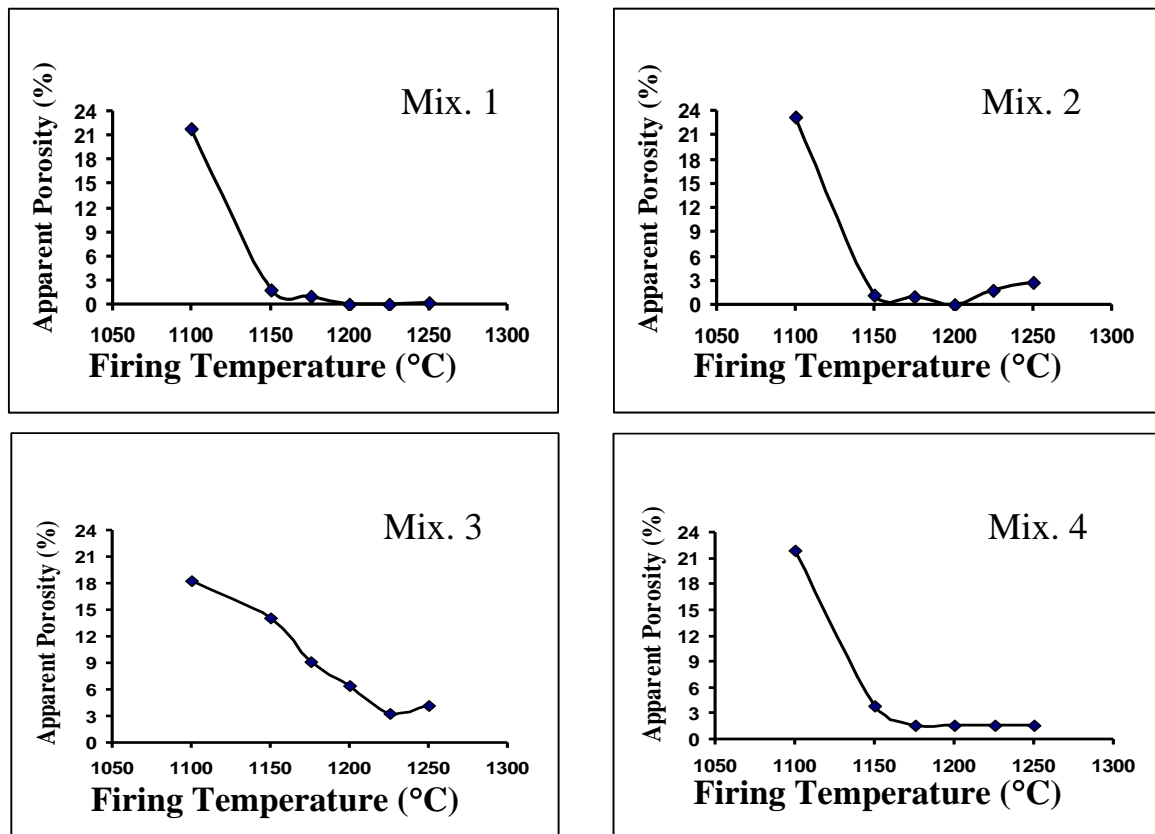 Mix. 1
Apparent Porosity (%)
24
21
18
15
12
9
6
3
0
1050 1100 1150 1200 1250 1300
Firing Temperature (°C)
Mix. 2
Apparent Porosity (%)
24
21
18
15
12
9
6
3
0
1050 1100 1150 1200 1250 1300
Firing Temperature (°C)
Mix. 3
Apparent Porosity (%)
24
21
18
15
12
9
6
3
0
1050 1100 1150 1200 1250 1300
Firing Temperature (°C)
Mix. 4
Apparent Porosity (%)
24
21
18
15
12
9
6
3
0
1050 1100 1150 1200 1250 1300
Firing Temperature (°C)